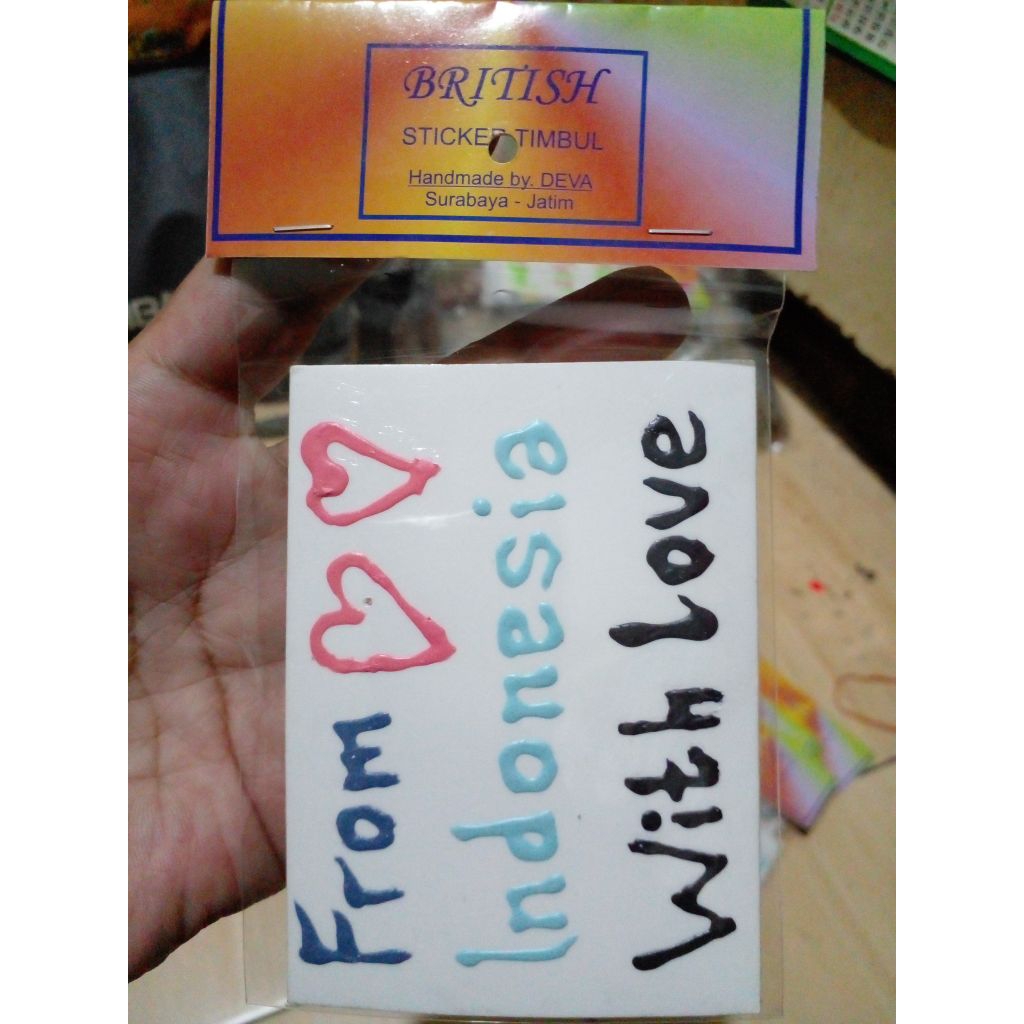 BRITISH
STICKER TIMBUL
Handmade by. DEVA
Surabaya - Jatim
From
Indonesia
With Love